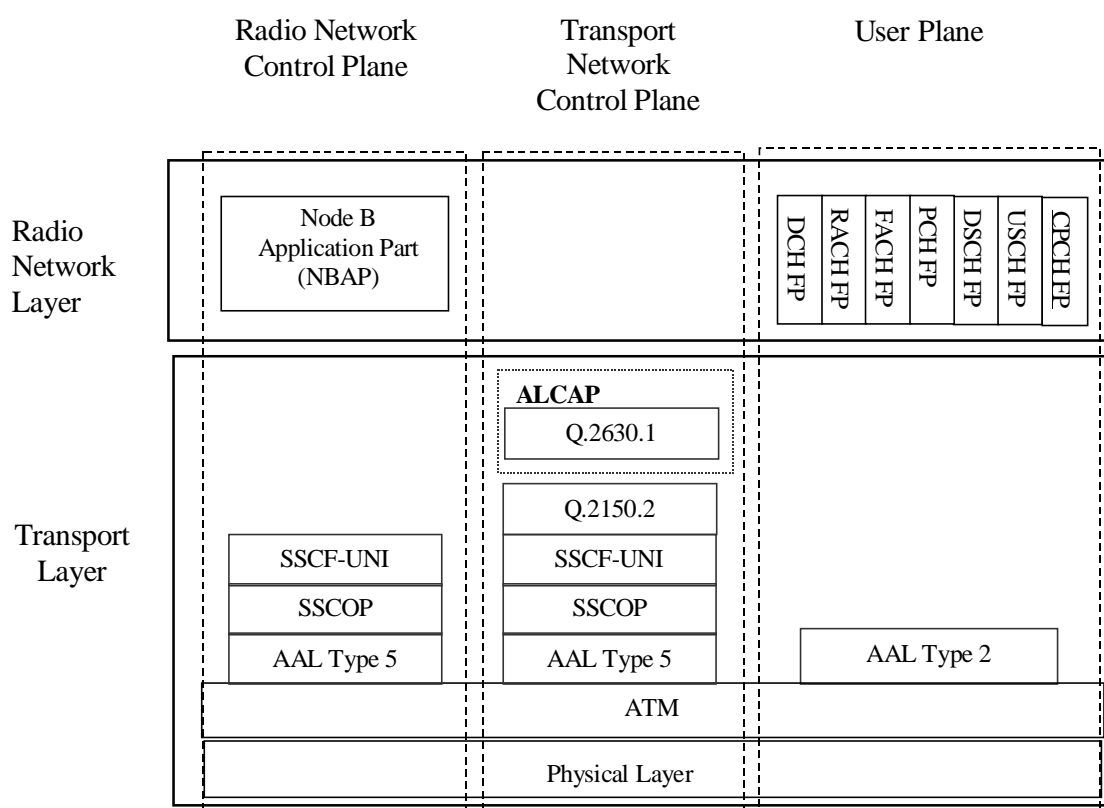 Radio Network
Control Plane
Transport
Network
Control Plane
User Plane
Radio
Network
Layer
Node B
Application Part
(NBAP)
DCH FP
RACH FP
FACH FP
PCH FP
DSCH FP
USCH FP
CPCH FP
Transport
Layer
ALCAP
Q.2630.1
Q.2150.2
SSCF-UNI
SSCF-UNI
SSCOP
SSCOP
AAL Type 5
AAL Type 5
AAL Type 2
ATM
Physical Layer